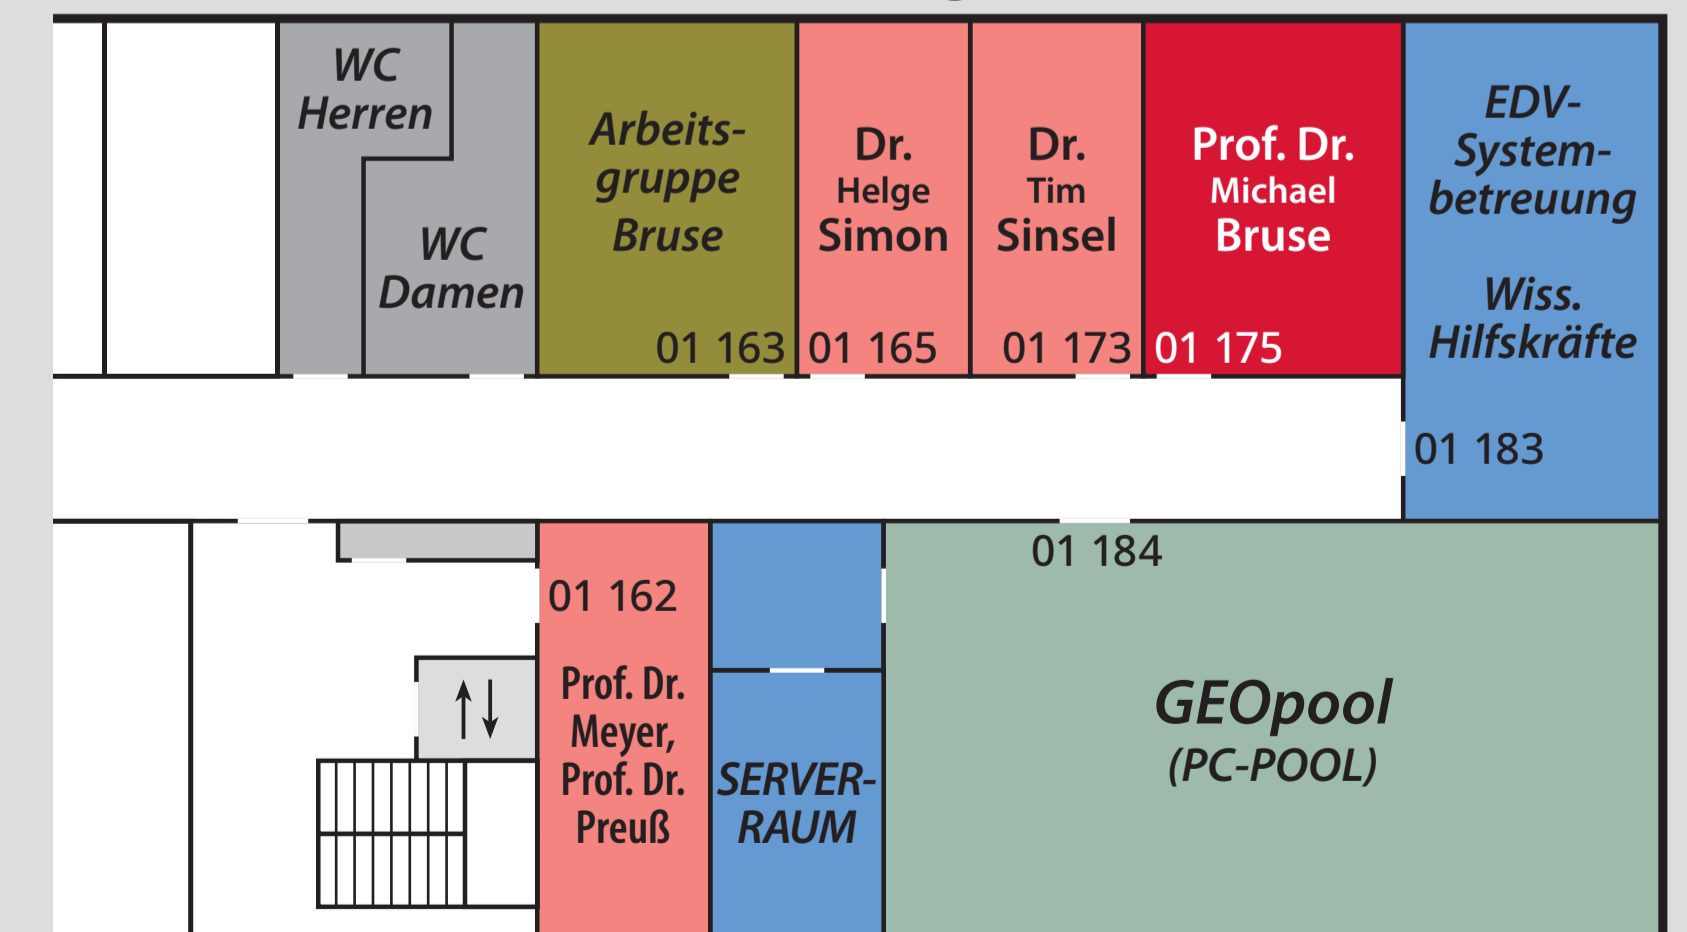 WC
Herren
WC
Damen
Arbeits-
gruppe
Bruse
01 163
Dr.
Helge
Simon
01 165
Dr.
Tim
Sinsel
01 173
Prof. Dr.
Michael
Bruse
01 175
EDV-
System-
betreuung
Wiss.
Hilfskräfte
01 183
01 162
Prof. Dr.
Meyer,
Prof. Dr.
Preuß
SERVER-
RAUM
01 184
GEOpool
(PC-POOL)